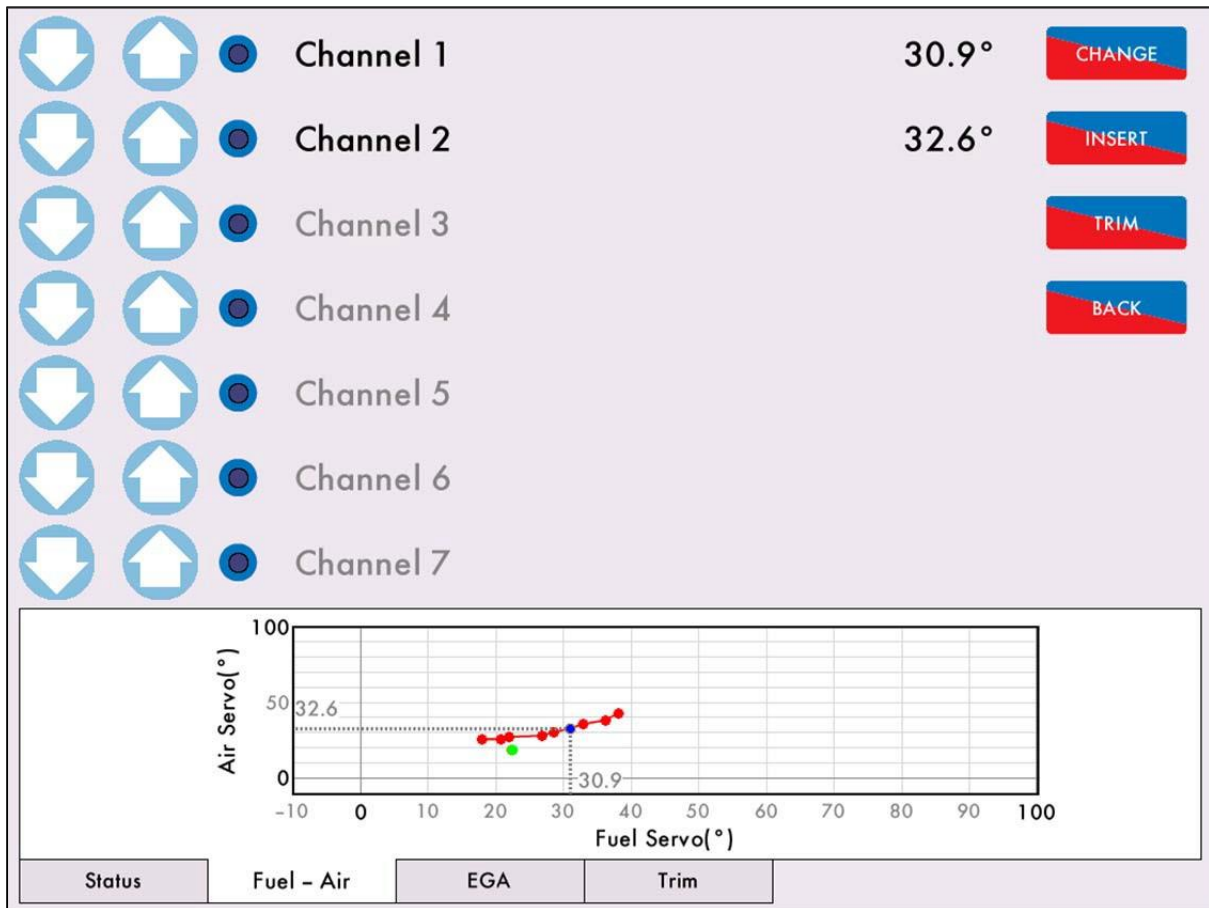 Channel 1 30.9° CHANGE
Channel 2 32.6° INSERT
Channel 3 TRIM
Channel 4 BACK
Channel 5
Channel 6
Channel 7
100
50
32.6
0
Air Servo(°)
30.9
-10 0 10 20 30 40 50 60 70 80 90 100
Fuel Servo(°)
Status Fuel – Air EGA Trim